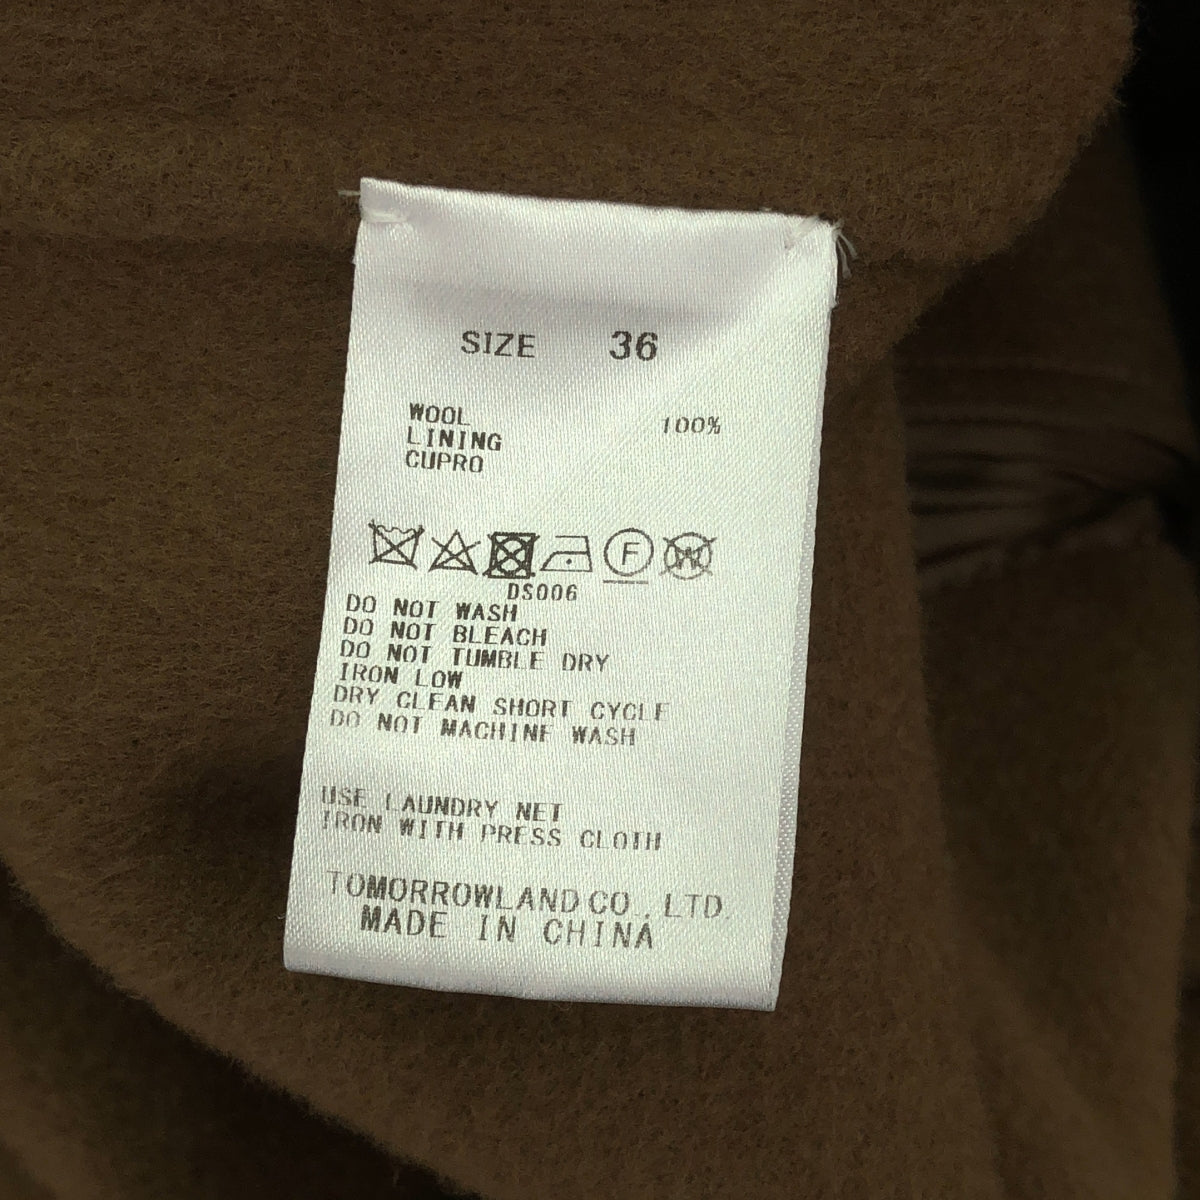 SIZE 36
WOOL 100%
LINING
CUPRO
F W
DS006
DO NOT WASH
DO NOT BLEACH
DO NOT TUMBLE DRY
IRON LOW
DRY CLEAN SHORT CYCLE
DO NOT MACHINE WASH
USE LAUNDRY NET
IRON WITH PRESS CLOTH
TOMORROWLAND CO., LTD.
MADE IN CHINA